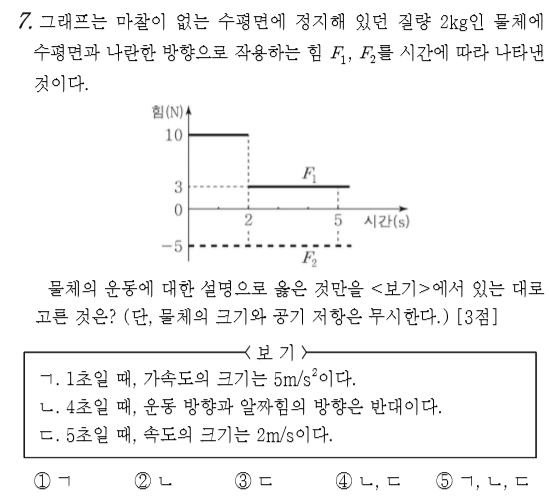 7. 그래프는 마찰이 없는 수평면에 정지해 있던 질량 2kg인 물체에
수평면과 나란한 방향으로 작용하는 힘 F₁, F₂를 시간에 따라 나타낸
것이다.
힘(N)
10
F₁
3
0
2
5
시간(s)
-5
F₂
물체의 운동에 대한 설명으로 옳은 것만을 <보기>에서 있는 대로
고른 것은? (단, 물체의 크기와 공기 저항은 무시한다.) [3점]
〈보 기〉
ㄱ. 1초일 때, 가속도의 크기는 5m/s²이다.
ㄴ. 4초일 때, 운동 방향과 알짜힘의 방향은 반대이다.
ㄷ. 5초일 때, 속도의 크기는 2m/s이다.
① ㄱ ② ㄴ ③ ㄷ ④ ㄴ, ㄷ ⑤ ㄱ, ㄴ, ㄷ